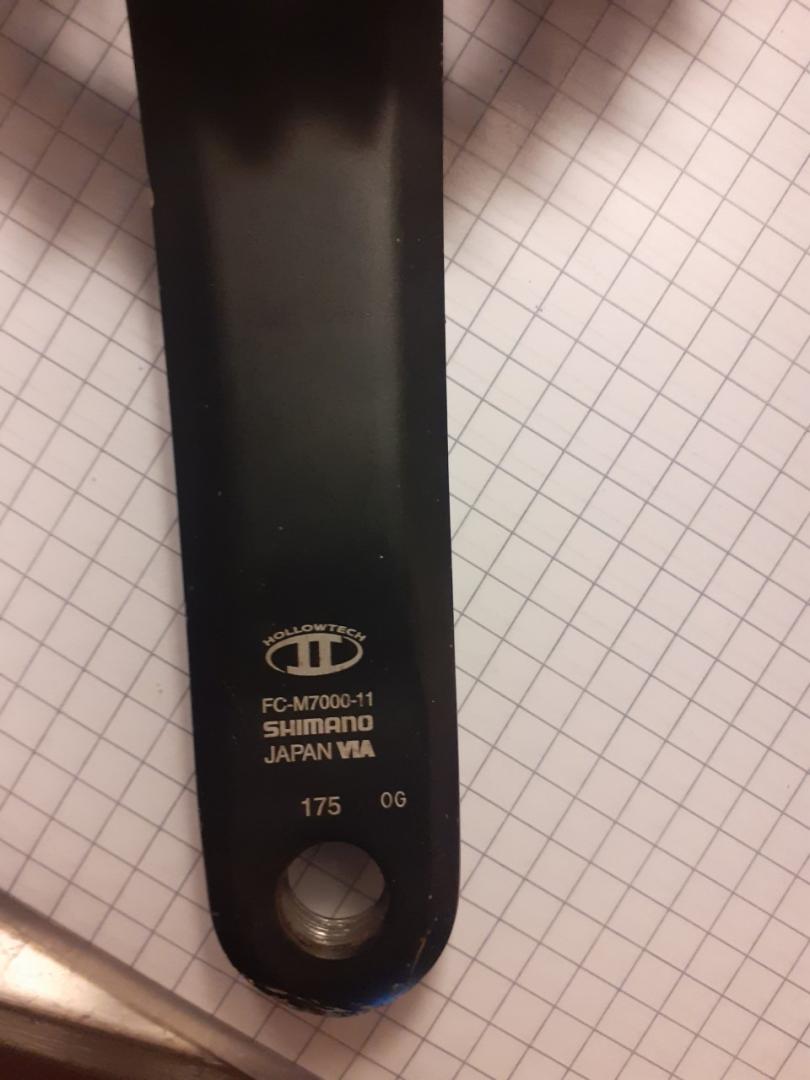 HOLLOWTECH
II
FC-M7000-11
SHIMANO
JAPAN VIA
175 OG